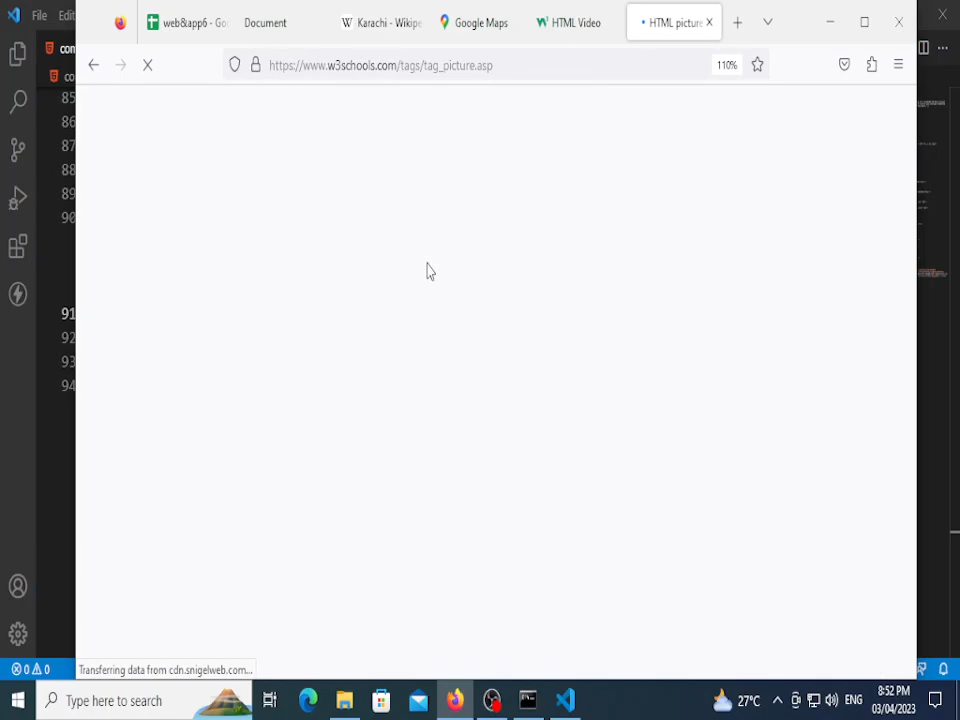 File Edit
web&app6 - Go
Document
Karachi - Wikipe
Google Maps
HTML Video
HTML picture
https://www.w3schools.com/tags/tag_picture.asp
110%
con
co
85
86
87
88
89
90
91
92
93
94
0 0
Transferring data from cdn.snigelweb.com...
Type here to search
27°C
ENG
8:52 PM
03/04/2023